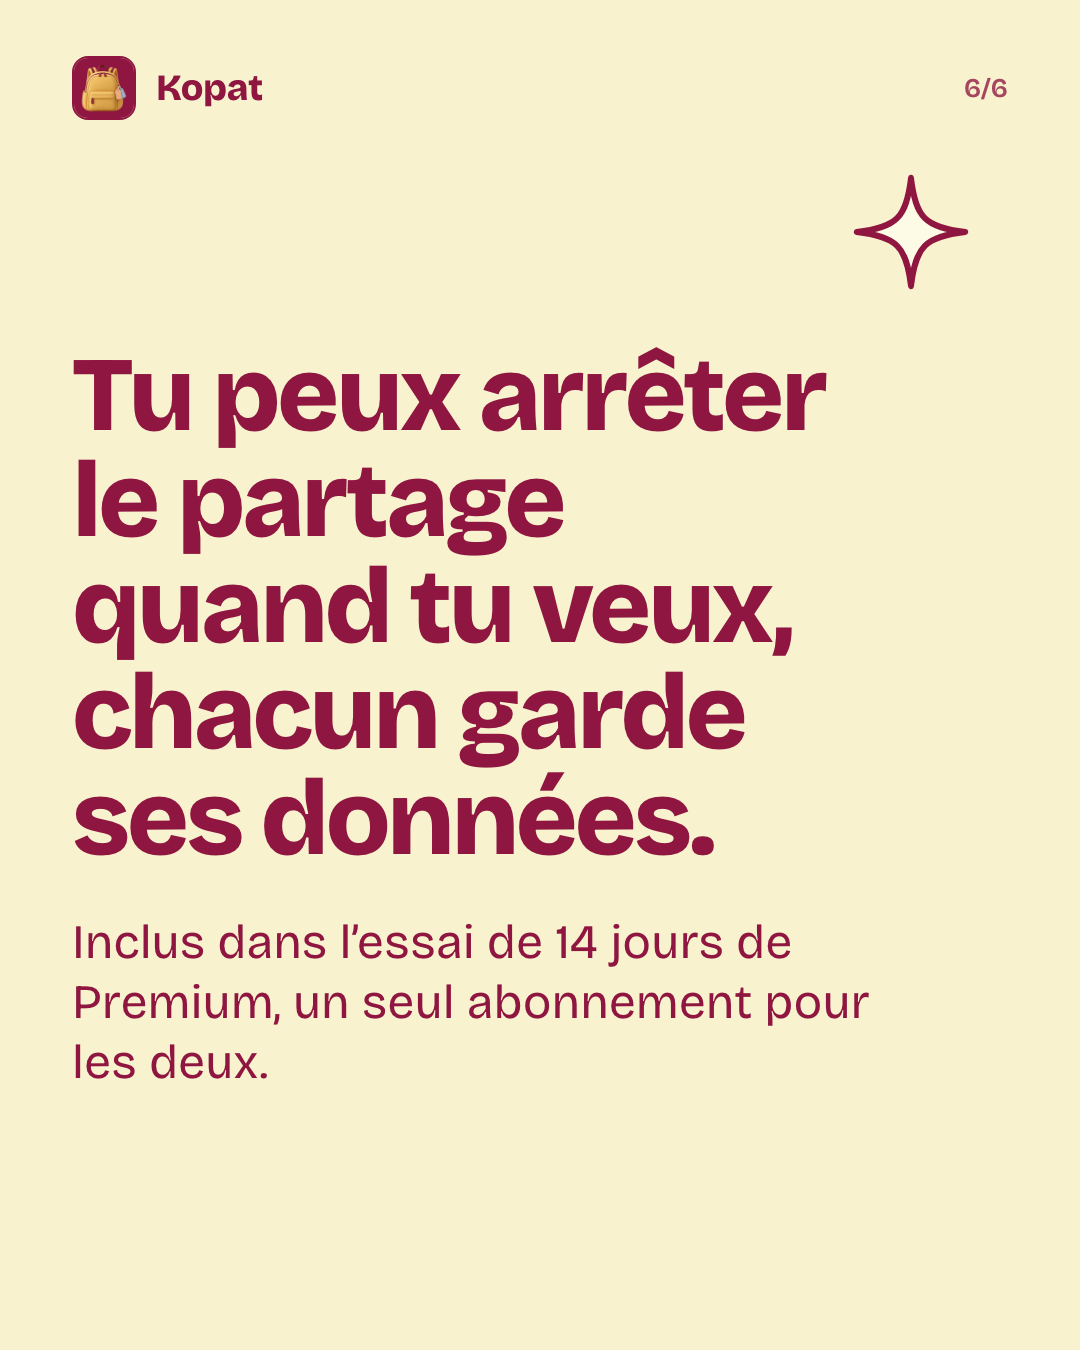 Kopat
6/6
Tu peux arrêter
le partage
quand tu veux,
chacun garde
ses données.
Inclus dans l’essai de 14 jours de
Premium, un seul abonnement pour
les deux.